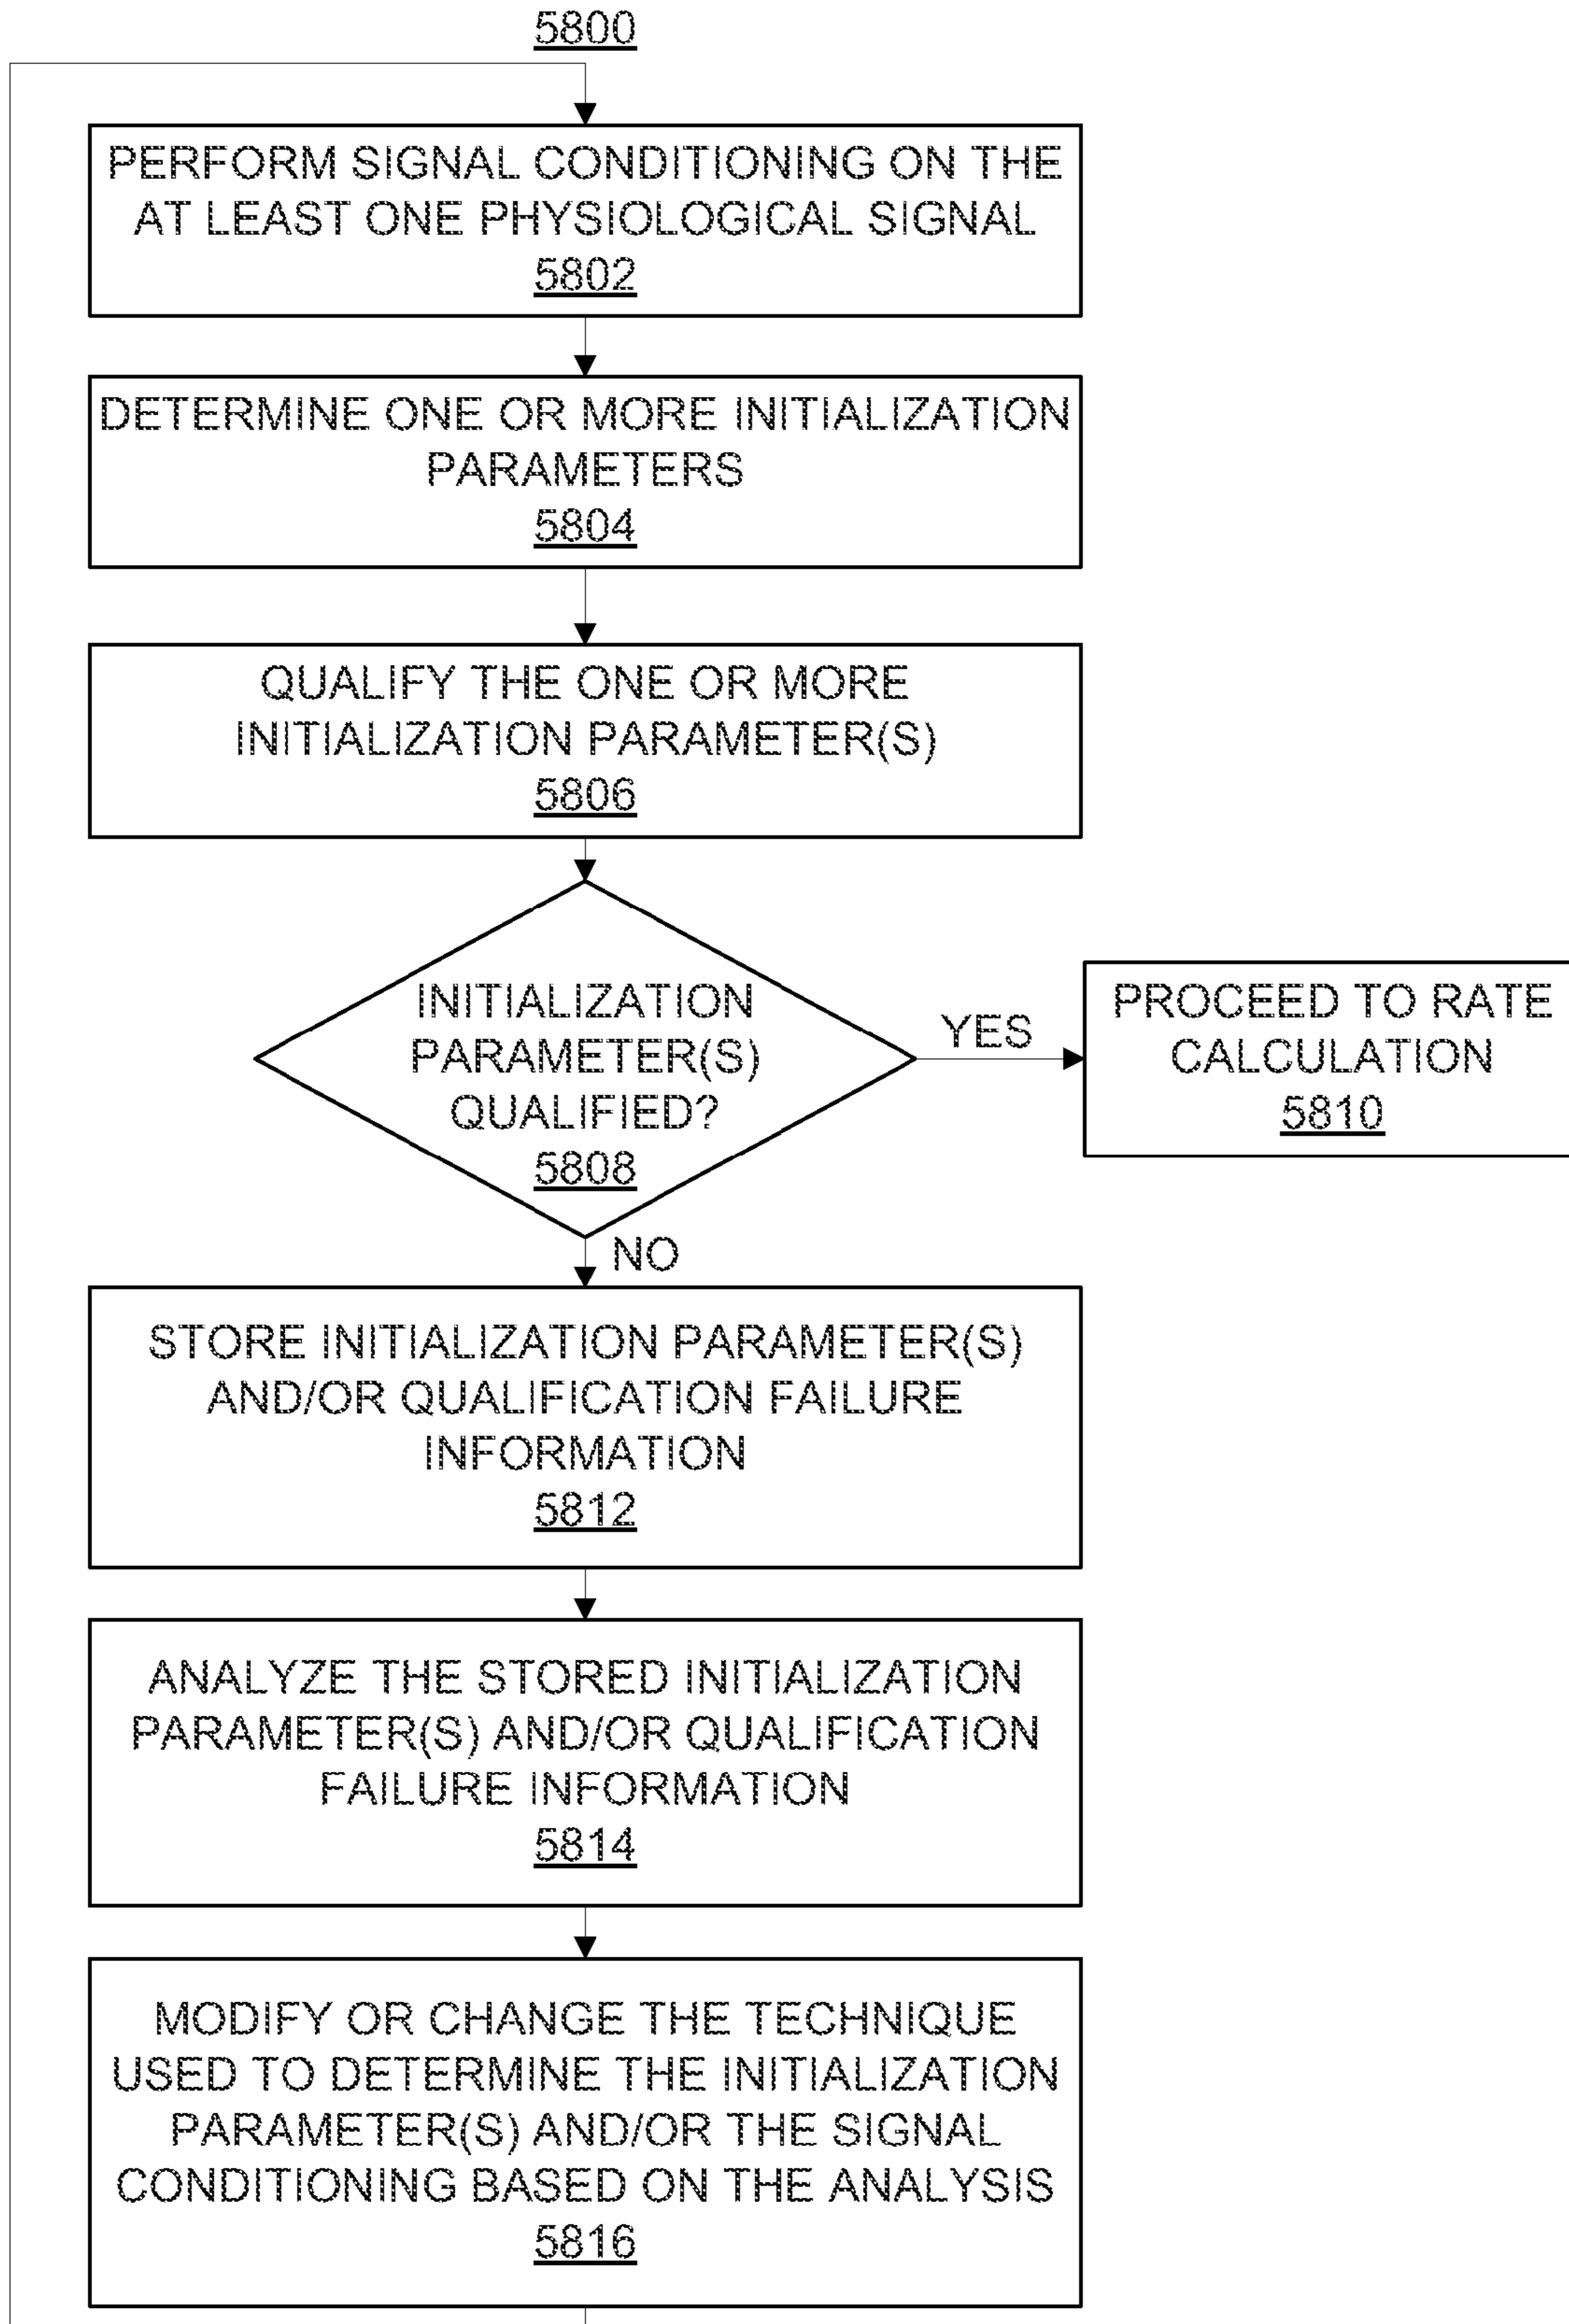 5800
PERFORM SIGNAL CONDITIONING ON THE
AT LEAST ONE PHYSIOLOGICAL SIGNAL
5802
DETERMINE ONE OR MORE INITIALIZATION
PARAMETERS
5804
QUALIFY THE ONE OR MORE
INITIALIZATION PARAMETER(S)
5806
INITIALIZATION
PARAMETER(S)
QUALIFIED?
5808
YES
PROCEED TO RATE
CALCULATION
5810
NO
STORE INITIALIZATION PARAMETER(S)
AND/OR QUALIFICATION FAILURE
INFORMATION
5812
ANALYZE THE STORED INITIALIZATION
PARAMETER(S) AND/OR QUALIFICATION
FAILURE INFORMATION
5814
MODIFY OR CHANGE THE TECHNIQUE
USED TO DETERMINE THE INITIALIZATION
PARAMETER(S) AND/OR THE SIGNAL
CONDITIONING BASED ON THE ANALYSIS
5816